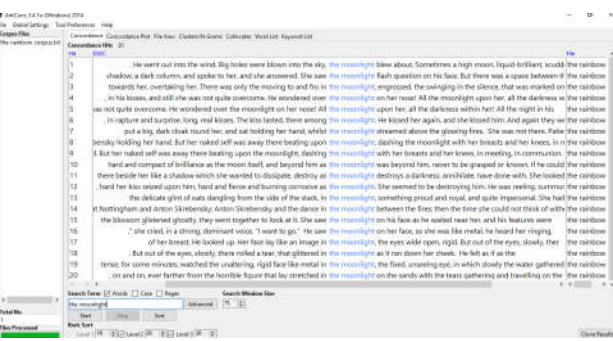 AntConc 3.4.1w (Windows) 2014
File Global Settings Tool Preferences Help
Corpus Files
the rainbow corpus.txt
Concordance Concordance Plot File View Clusters/N-Grams Collocates Word List Keyword List
Concordance Hits 20
Hit KWIC File
1 . He went out into the wind. Big holes were blown into the sky, the moonlight blew about. Sometimes a high moon, liquid-brilliant, scudd the rainbow
2 shadow, a dark column, and spoke to her, and she answered. She saw the moonlight flash question on his face. But there was a space between th the rainbow
3 towards her, overtaking her. There was only the moving to and fro in the moonlight, engrossed, the swinging in the silence, that was marked on the rainbow
4 , in his kisses, and still she was not quite overcome. He wondered over the moonlight on her nose! All the moonlight upon her, all the darkness w the rainbow
5 was not quite overcome. He wondered over the moonlight on her nose! All the moonlight upon her, all the darkness within her! All the night in his the rainbow
6 , in rapture and surprise, long, real kisses. The kiss lasted, there among the moonlight. He kissed her again, and she kissed him. And again they we the rainbow
7 put a big, dark cloak round her, and sat holding her hand, whilst the moonlight streamed above the glowing fires. She was not there. Patie the rainbow
8 bensky holding her hand. But her naked self was away there beating upon the moonlight, dashing the moonlight with her breasts and her knees, in n the rainbow
9 d. But her naked self was away there beating upon the moonlight, dashing the moonlight with her breasts and her knees, in meeting, in communion. the rainbow
10 hard and compact of brilliance as the moon itself, and beyond him as the moonlight was beyond him, never to be grasped or known. If he could the rainbow
11 there beside her like a shadow which she wanted to dissipate, destroy as the moonlight destroys a darkness, annihilate, have done with. She looked the rainbow
12 , hard her kiss seized upon him, hard and fierce and burning corrosive as the moonlight. She seemed to be destroying him. He was reeling, summon the rainbow
13 the delicate glint of oats dangling from the side of the stack. In the moonlight, something proud and royal, and quite impersonal. She had the rainbow
14 at Nottingham and Anton Skrebensky. Anton Skrebensky and the dance in the moonlight between the fires; then the time she could not think of with the rainbow
15 the blossom glistened ghostly, they went together to look at it. She saw the moonlight on his face as he waited near her, and his features were the rainbow
16 ," she cried, in a strong, dominant voice. "I want to go." He saw the moonlight on her face, so she was like metal, he heard her ringing, the rainbow
17 of her breast. He looked up. Her face lay like an image in the moonlight, the eyes wide open, rigid. But out of the eyes, slowly, ther the rainbow
18 . But out of the eyes, slowly, there rolled a tear, that glittered in the moonlight as it ran down her cheek. He felt as if as the the rainbow
19 tense, for some minutes, watched the unaltering, rigid face like metal in the moonlight, the fixed, unseeing eye, in which slowly the water gathered the rainbow
20 , on and on, ever farther from the horrible figure that lay stretched in the moonlight on the sands with the tears gathering and travelling on the the rainbow
Search Term Words Case Regex Search Window Size
the moonlight Advanced 75
Start Stop Sort
Total No.
1
Files Processed
Kwic Sort
Level 1 1R Level 2 2R Level 3 3R
Clone Results